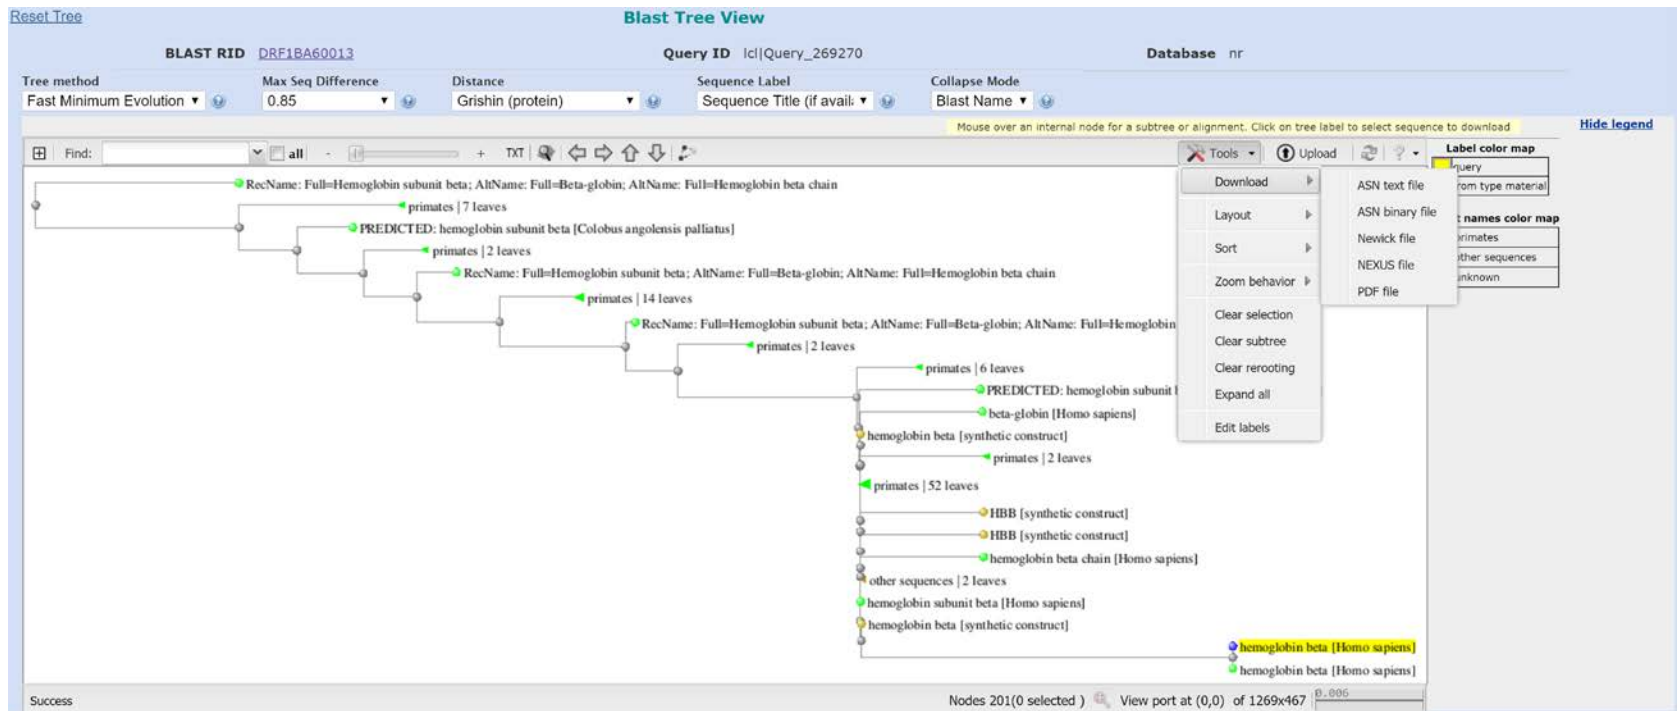 Reset Tree
Blast Tree View
BLAST RID DRF1BA60013 Query ID lcl|Query_269270 Database nr
Tree method Max Seq Difference Distance Sequence Label Collapse Mode
Fast Minimum Evolution 0.85 Grishin (protein) Sequence Title (if avail: Blast Name
Mouse over an internal node for a subtree or alignment. Click on tree label to select sequence to download
Hide legend
Find: all - + TXT Tools Upload ?
Label color map
query
rom type material
t names color map
primates
other sequences
unknown
Download
Layout
Sort
Zoom behavior
Clear selection
Clear subtree
Clear rerooting
Expand all
Edit labels
ASN text file
ASN binary file
Newick file
NEXUS file
PDF file
RecName: Full=Hemoglobin subunit beta; AltName: Full=Beta-globin; AltName: Full=Hemoglobin beta chain
primates | 7 leaves
PREDICTED: hemoglobin subunit beta [Colobus angolensis palliatus]
primates | 2 leaves
RecName: Full=Hemoglobin subunit beta; AltName: Full=Beta-globin; AltName: Full=Hemoglobin beta chain
primates | 14 leaves
RecName: Full=Hemoglobin subunit beta; AltName: Full=Beta-globin; AltName: Full=Hemoglobin
primates | 2 leaves
primates | 6 leaves
PREDICTED: hemoglobin subunit
beta-globin [Homo sapiens]
hemoglobin beta [synthetic construct]
primates | 2 leaves
primates | 52 leaves
HBB [synthetic construct]
HBB [synthetic construct]
hemoglobin beta chain [Homo sapiens]
other sequences | 2 leaves
hemoglobin subunit beta [Homo sapiens]
hemoglobin beta [synthetic construct]
hemoglobin beta [Homo sapiens]
hemoglobin beta [Homo sapiens]
Success Nodes 201(0 selected ) View port at (0,0) of 1269x467 0.006